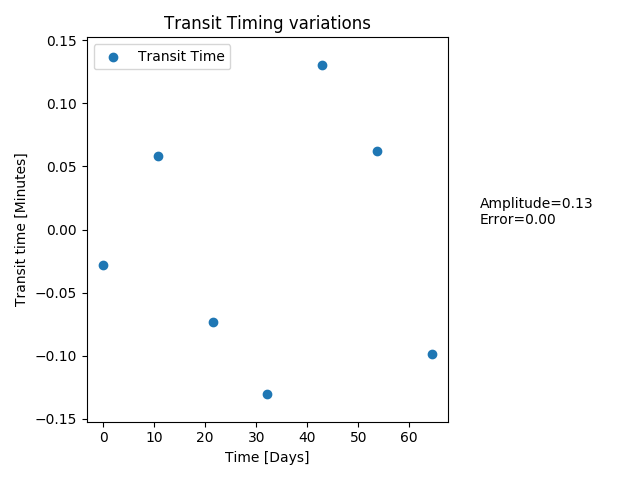 Transit Timing variations
Transit Time
0.15
0.10
0.05
0.00
−0.05
−0.10
−0.15
Transit time [Minutes]
0 10 20 30 40 50 60
Time [Days]
Amplitude=0.13
Error=0.00